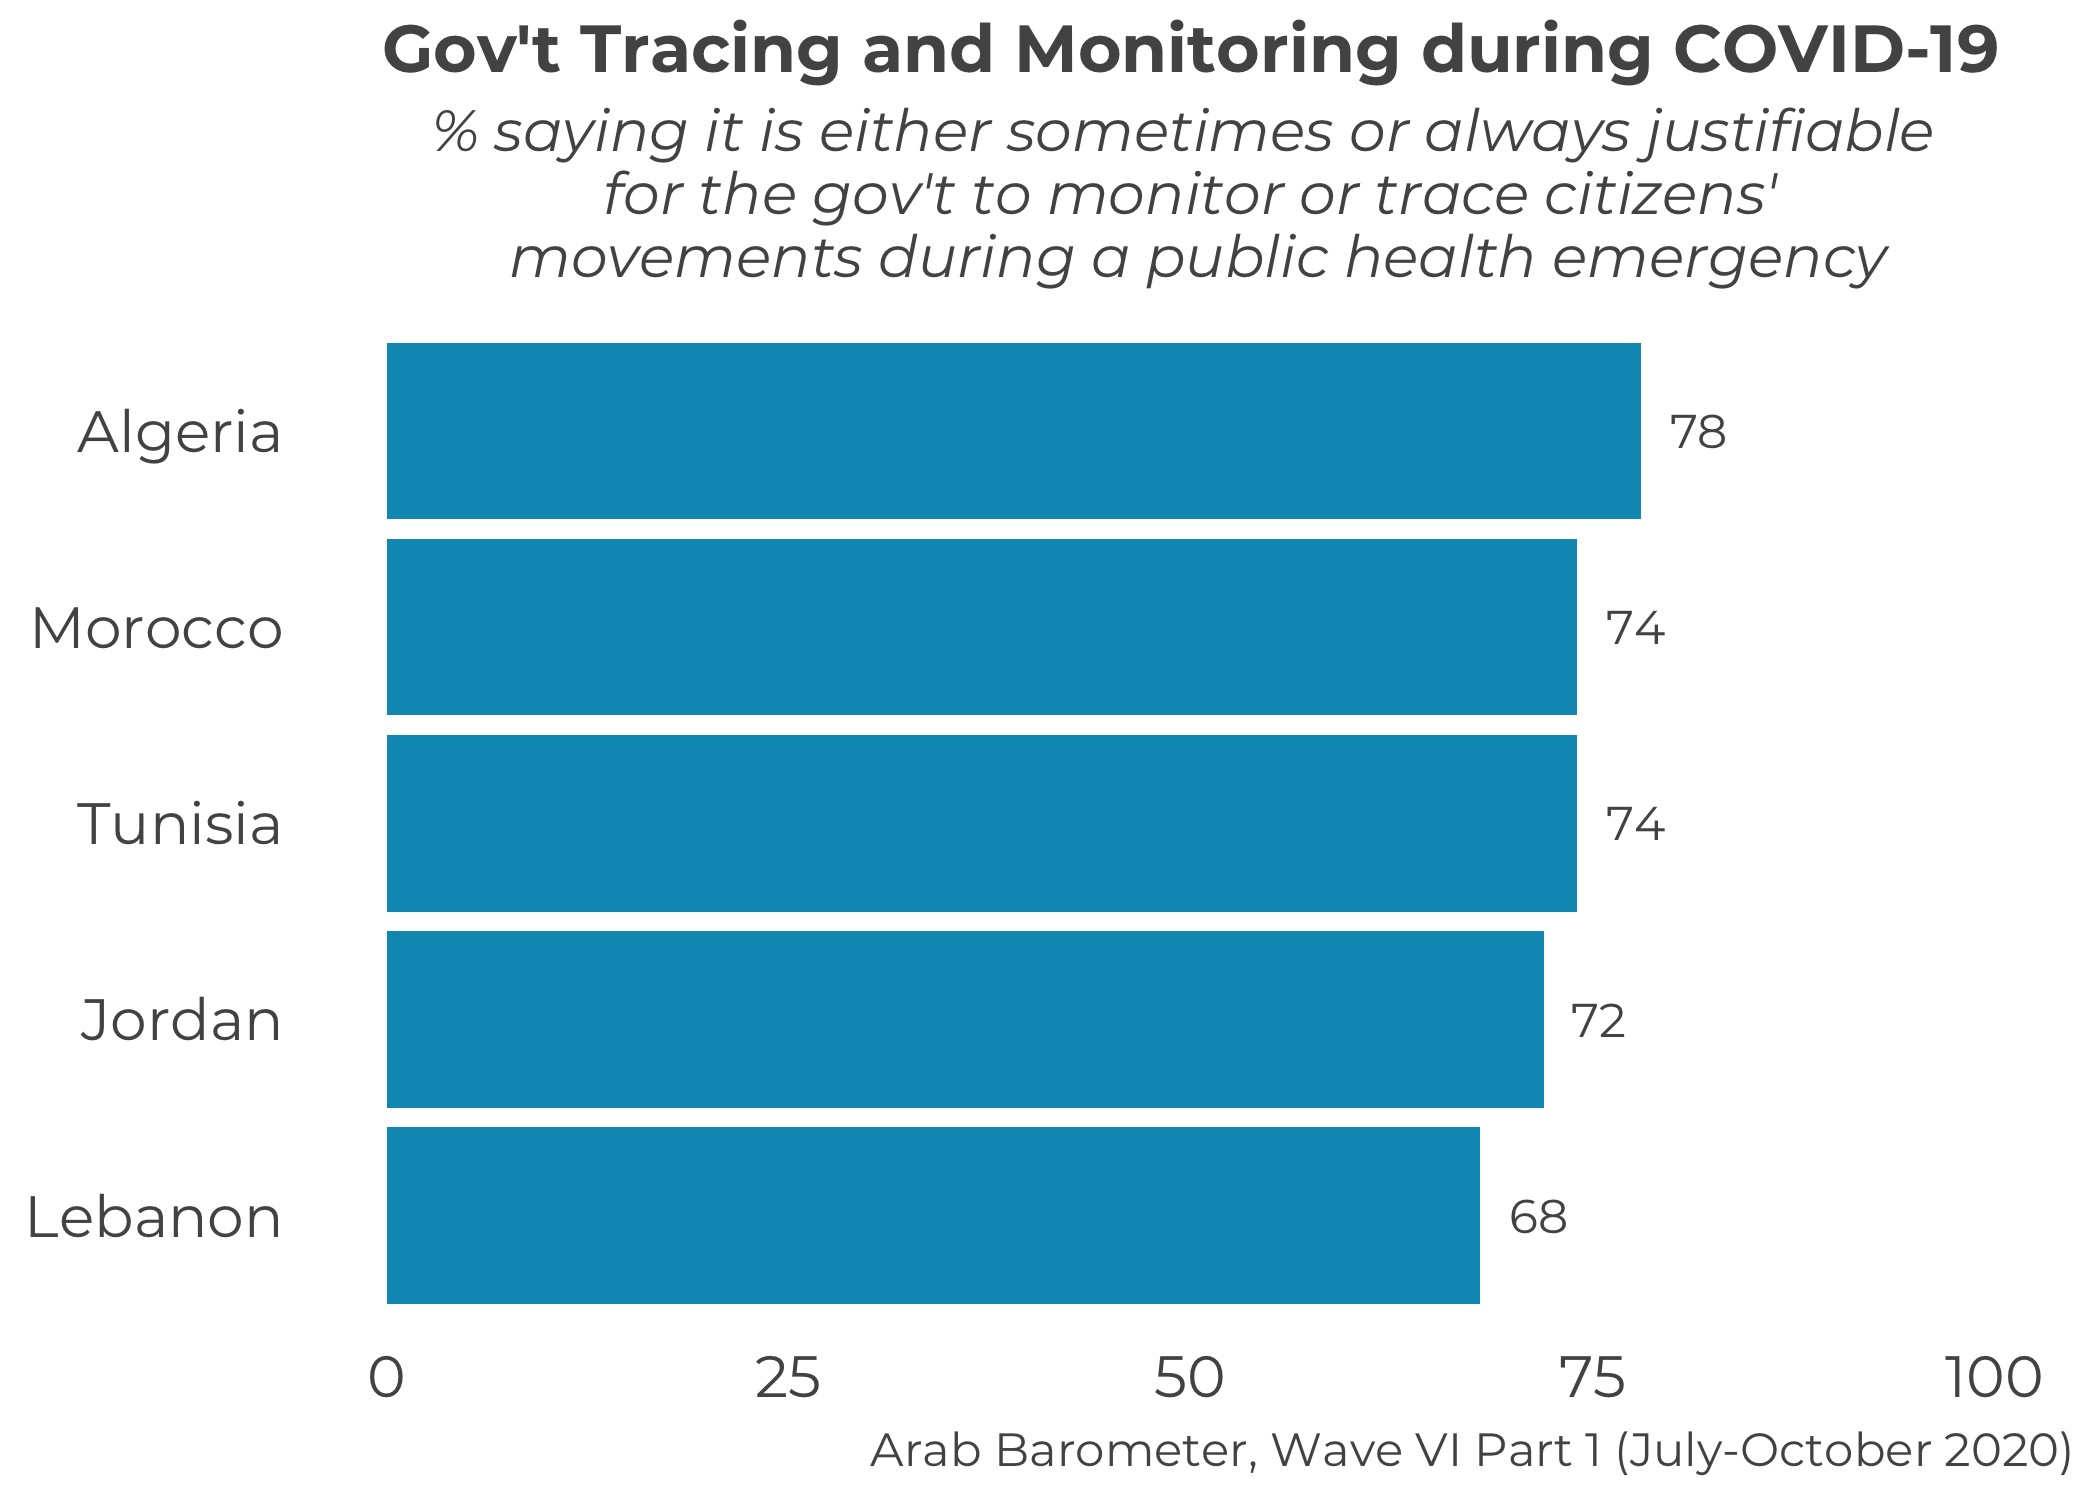 Gov't Tracing and Monitoring during COVID-19
% saying it is either sometimes or always justifiable
for the gov't to monitor or trace citizens'
movements during a public health emergency
Algeria 78
Morocco 74
Tunisia 74
Jordan 72
Lebanon 68
0 25 50 75 100
Arab Barometer, Wave VI Part 1 (July-October 2020)